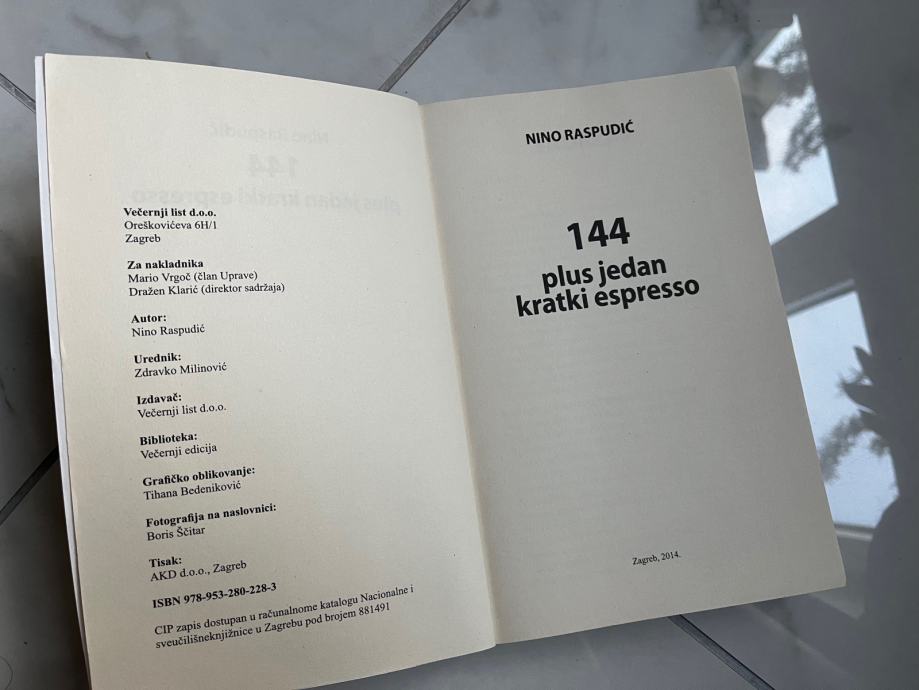 Večernji list d.o.o.
Oreškovićeva 6H/1
Zagreb
Za nakladnika
Mario Vrgoč (član Uprave)
Dražen Klarić (direktor sadržaja)
Autor:
Nino Raspudić
Urednik:
Zdravko Milinović
Izdavač:
Večernji list d.o.o.
Biblioteka:
Večernji edicija
Grafičko oblikovanje:
Tihana Bedeniković
Fotografija na naslovnici:
Boris Ščitar
Tisak:
AKD d.o.o., Zagreb
ISBN 978-953-280-228-3
CIP zapis dostupan u računalnome katalogu Nacionalne i
sveučilišneknjižnice u Zagrebu pod brojem 881491
NINO RASPUDIĆ
144
plus jedan
kratki espresso
Zagreb, 2014.